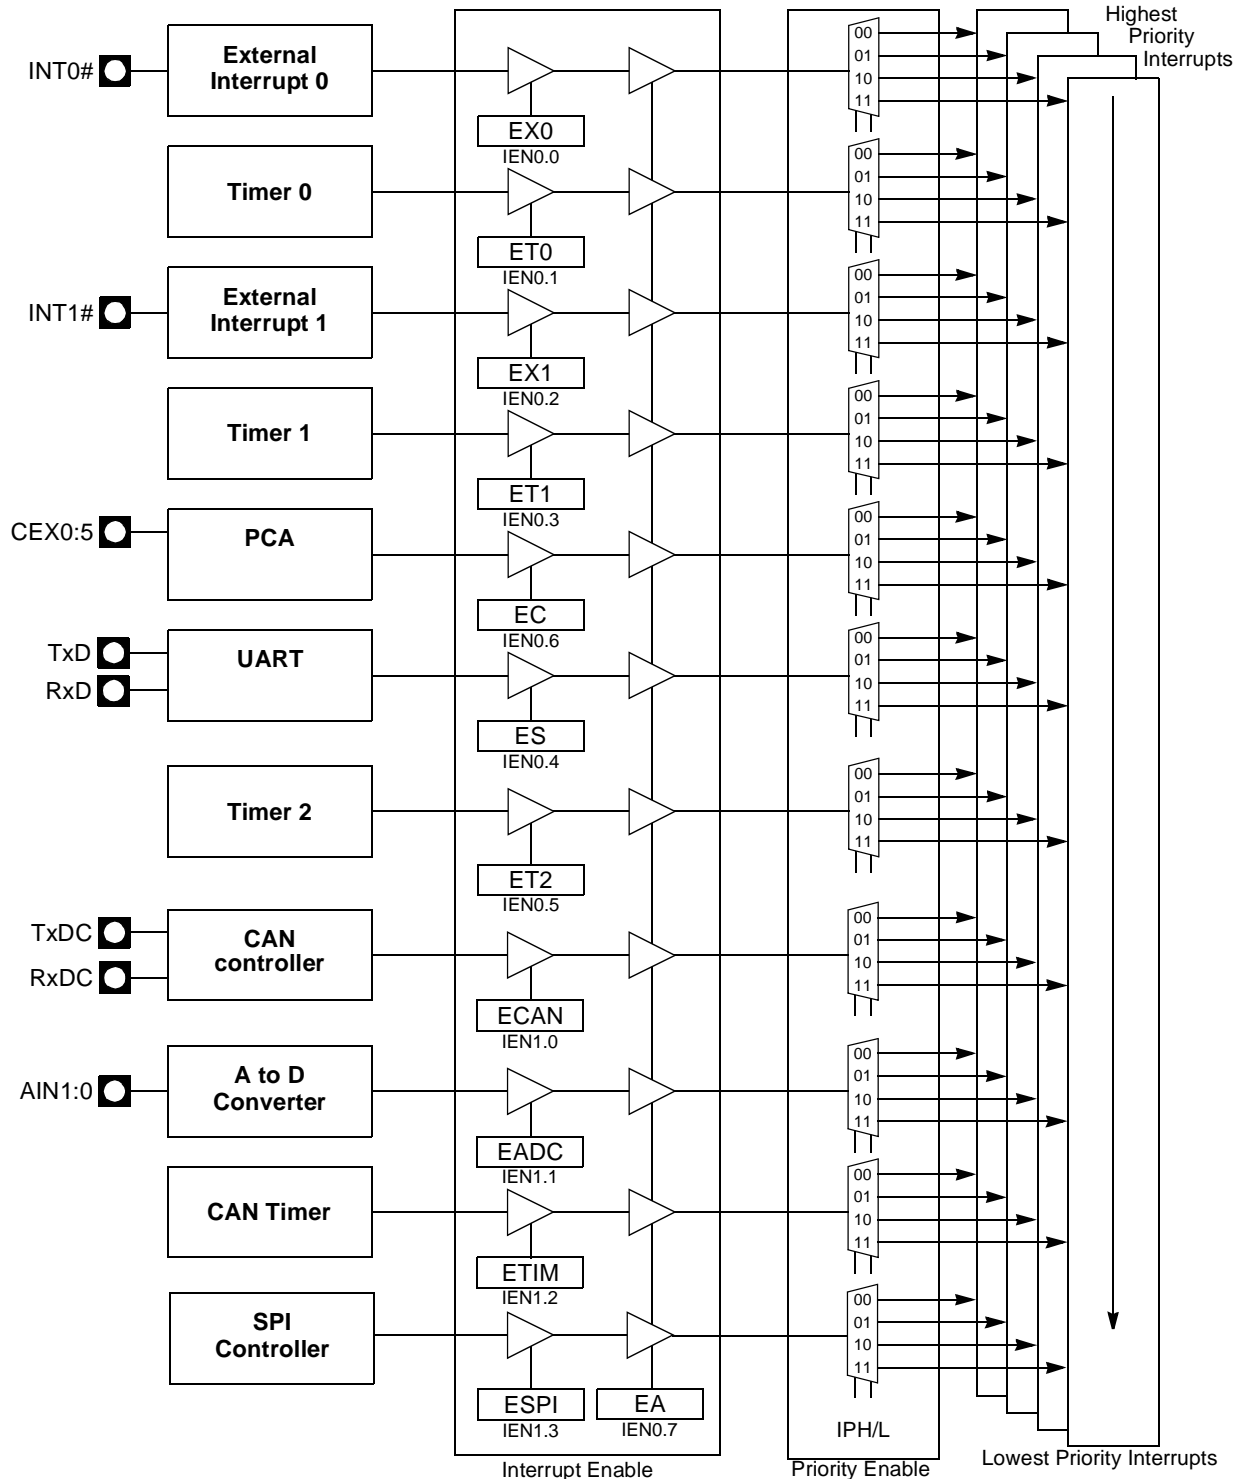 Highest
Priority
Interrupts
INT0#
External
Interrupt 0
EX0
IEN0.0
00
01
10
11
Timer 0
ET0
IEN0.1
00
01
10
11
INT1#
External
Interrupt 1
EX1
IEN0.2
00
01
10
11
Timer 1
ET1
IEN0.3
00
01
10
11
CEX0:5
PCA
EC
IEN0.6
00
01
10
11
TxD
RxD
UART
ES
IEN0.4
00
01
10
11
Timer 2
ET2
IEN0.5
00
01
10
11
TxDC
RxDC
CAN
controller
ECAN
IEN1.0
00
01
10
11
AIN1:0
A to D
Converter
EADC
IEN1.1
00
01
10
11
CAN Timer
ETIM
IEN1.2
00
01
10
11
SPI
Controller
ESPI
IEN1.3
EA
IEN0.7
00
01
10
11
IPH/L
Interrupt Enable
Priority Enable
Lowest Priority Interrupts